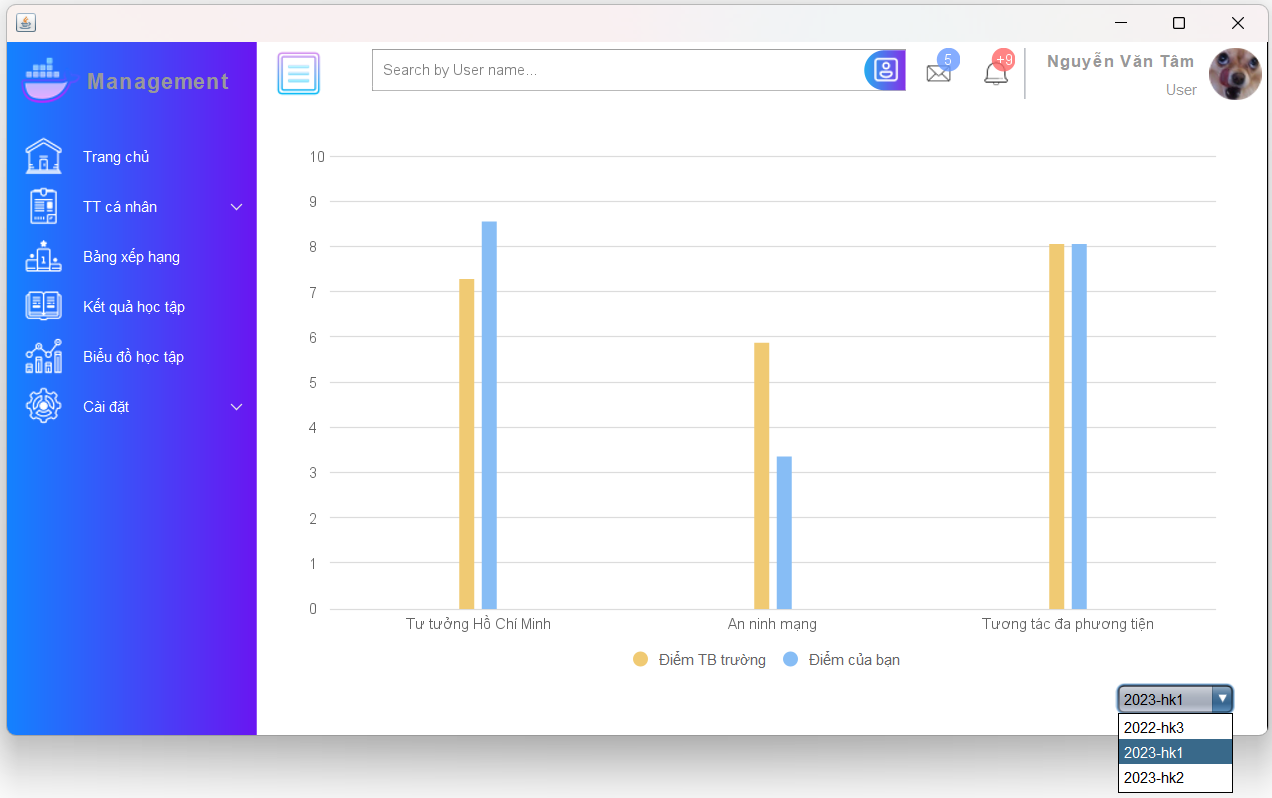 Management
Search by User name...
5
+9
Nguyễn Văn Tâm
User
Trang chủ
TT cá nhân
Bảng xếp hạng
1
Kết quả học tập
Biểu đồ học tập
Cài đặt
10
9
8
7
6
5
4
3
2
1
0
Tư tưởng Hồ Chí Minh
An ninh mạng
Tương tác đa phương tiện
Điểm TB trường
Điểm của bạn
2023-hk1
2022-hk3
2023-hk1
2023-hk2